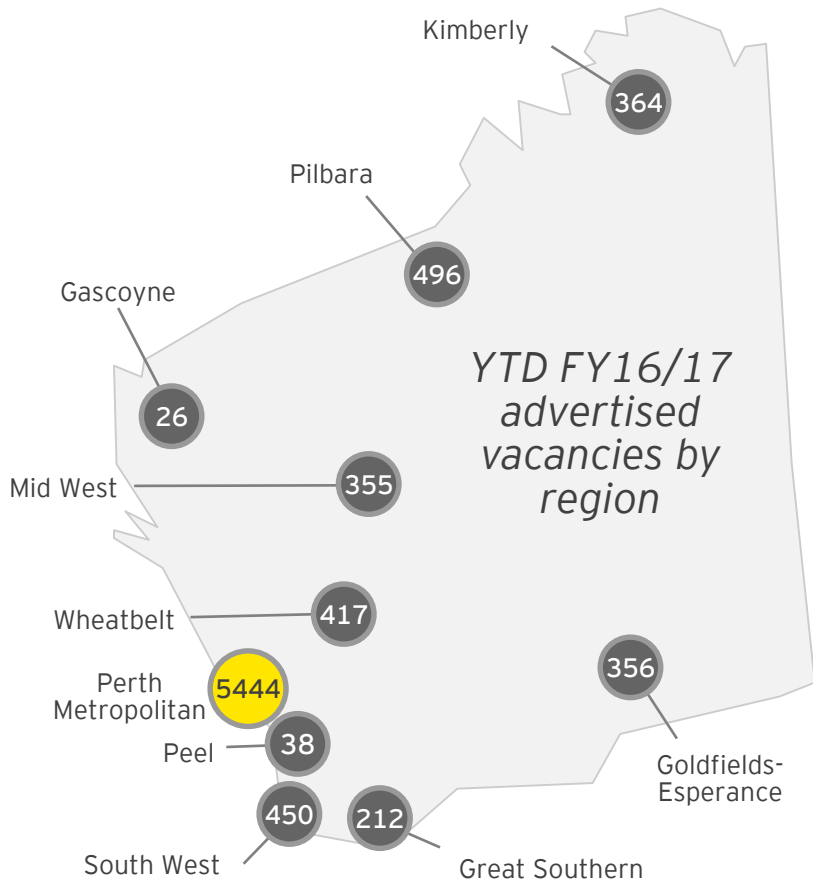 Kimberly
364
Pilbara
496
Gascoyne
26
YTD FY16/17
advertised
vacancies by
region
Mid West
355
Wheatbelt
417
Perth
Metropolitan
5444
356
Peel
38
Goldfields-
Esperance
450
212
South West
Great Southern